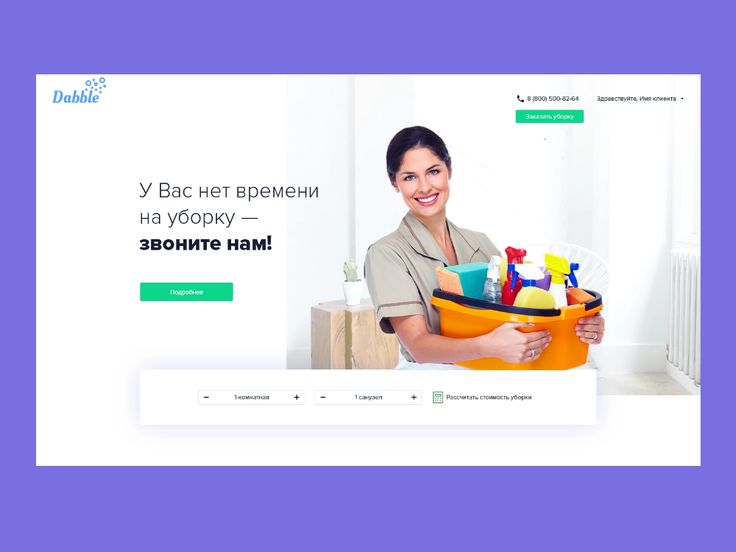 Dabble
8 (800) 500-82-64
Здравствуйте, Имя клиента
Заказать уборку
У Вас нет времени
на уборку —
звоните нам!
Подробнее
− 1-комнатная +
− 1 санузел +
Рассчитать стоимость уборки